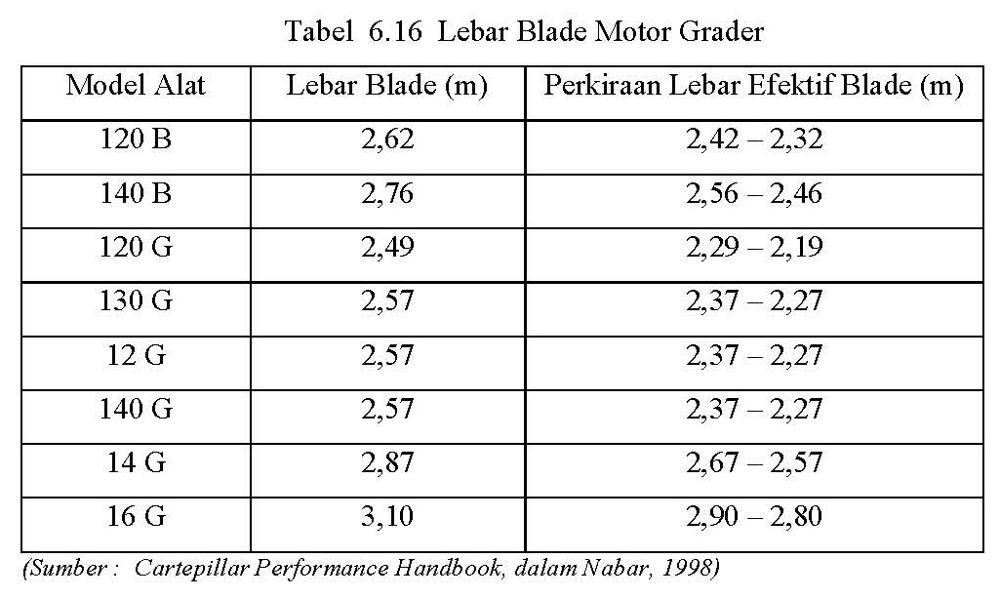 Tabel 6.16 Lebar Blade Motor Grader
Model Alat Lebar Blade (m) Perkiraan Lebar Efektif Blade (m)
120 B 2,62 2,42 – 2,32
140 B 2,76 2,56 – 2,46
120 G 2,49 2,29 – 2,19
130 G 2,57 2,37 – 2,27
12 G 2,57 2,37 – 2,27
140 G 2,57 2,37 – 2,27
14 G 2,87 2,67 – 2,57
16 G 3,10 2,90 – 2,80
(Sumber : Cartepillar Performance Handbook, dalam Nabar, 1998)